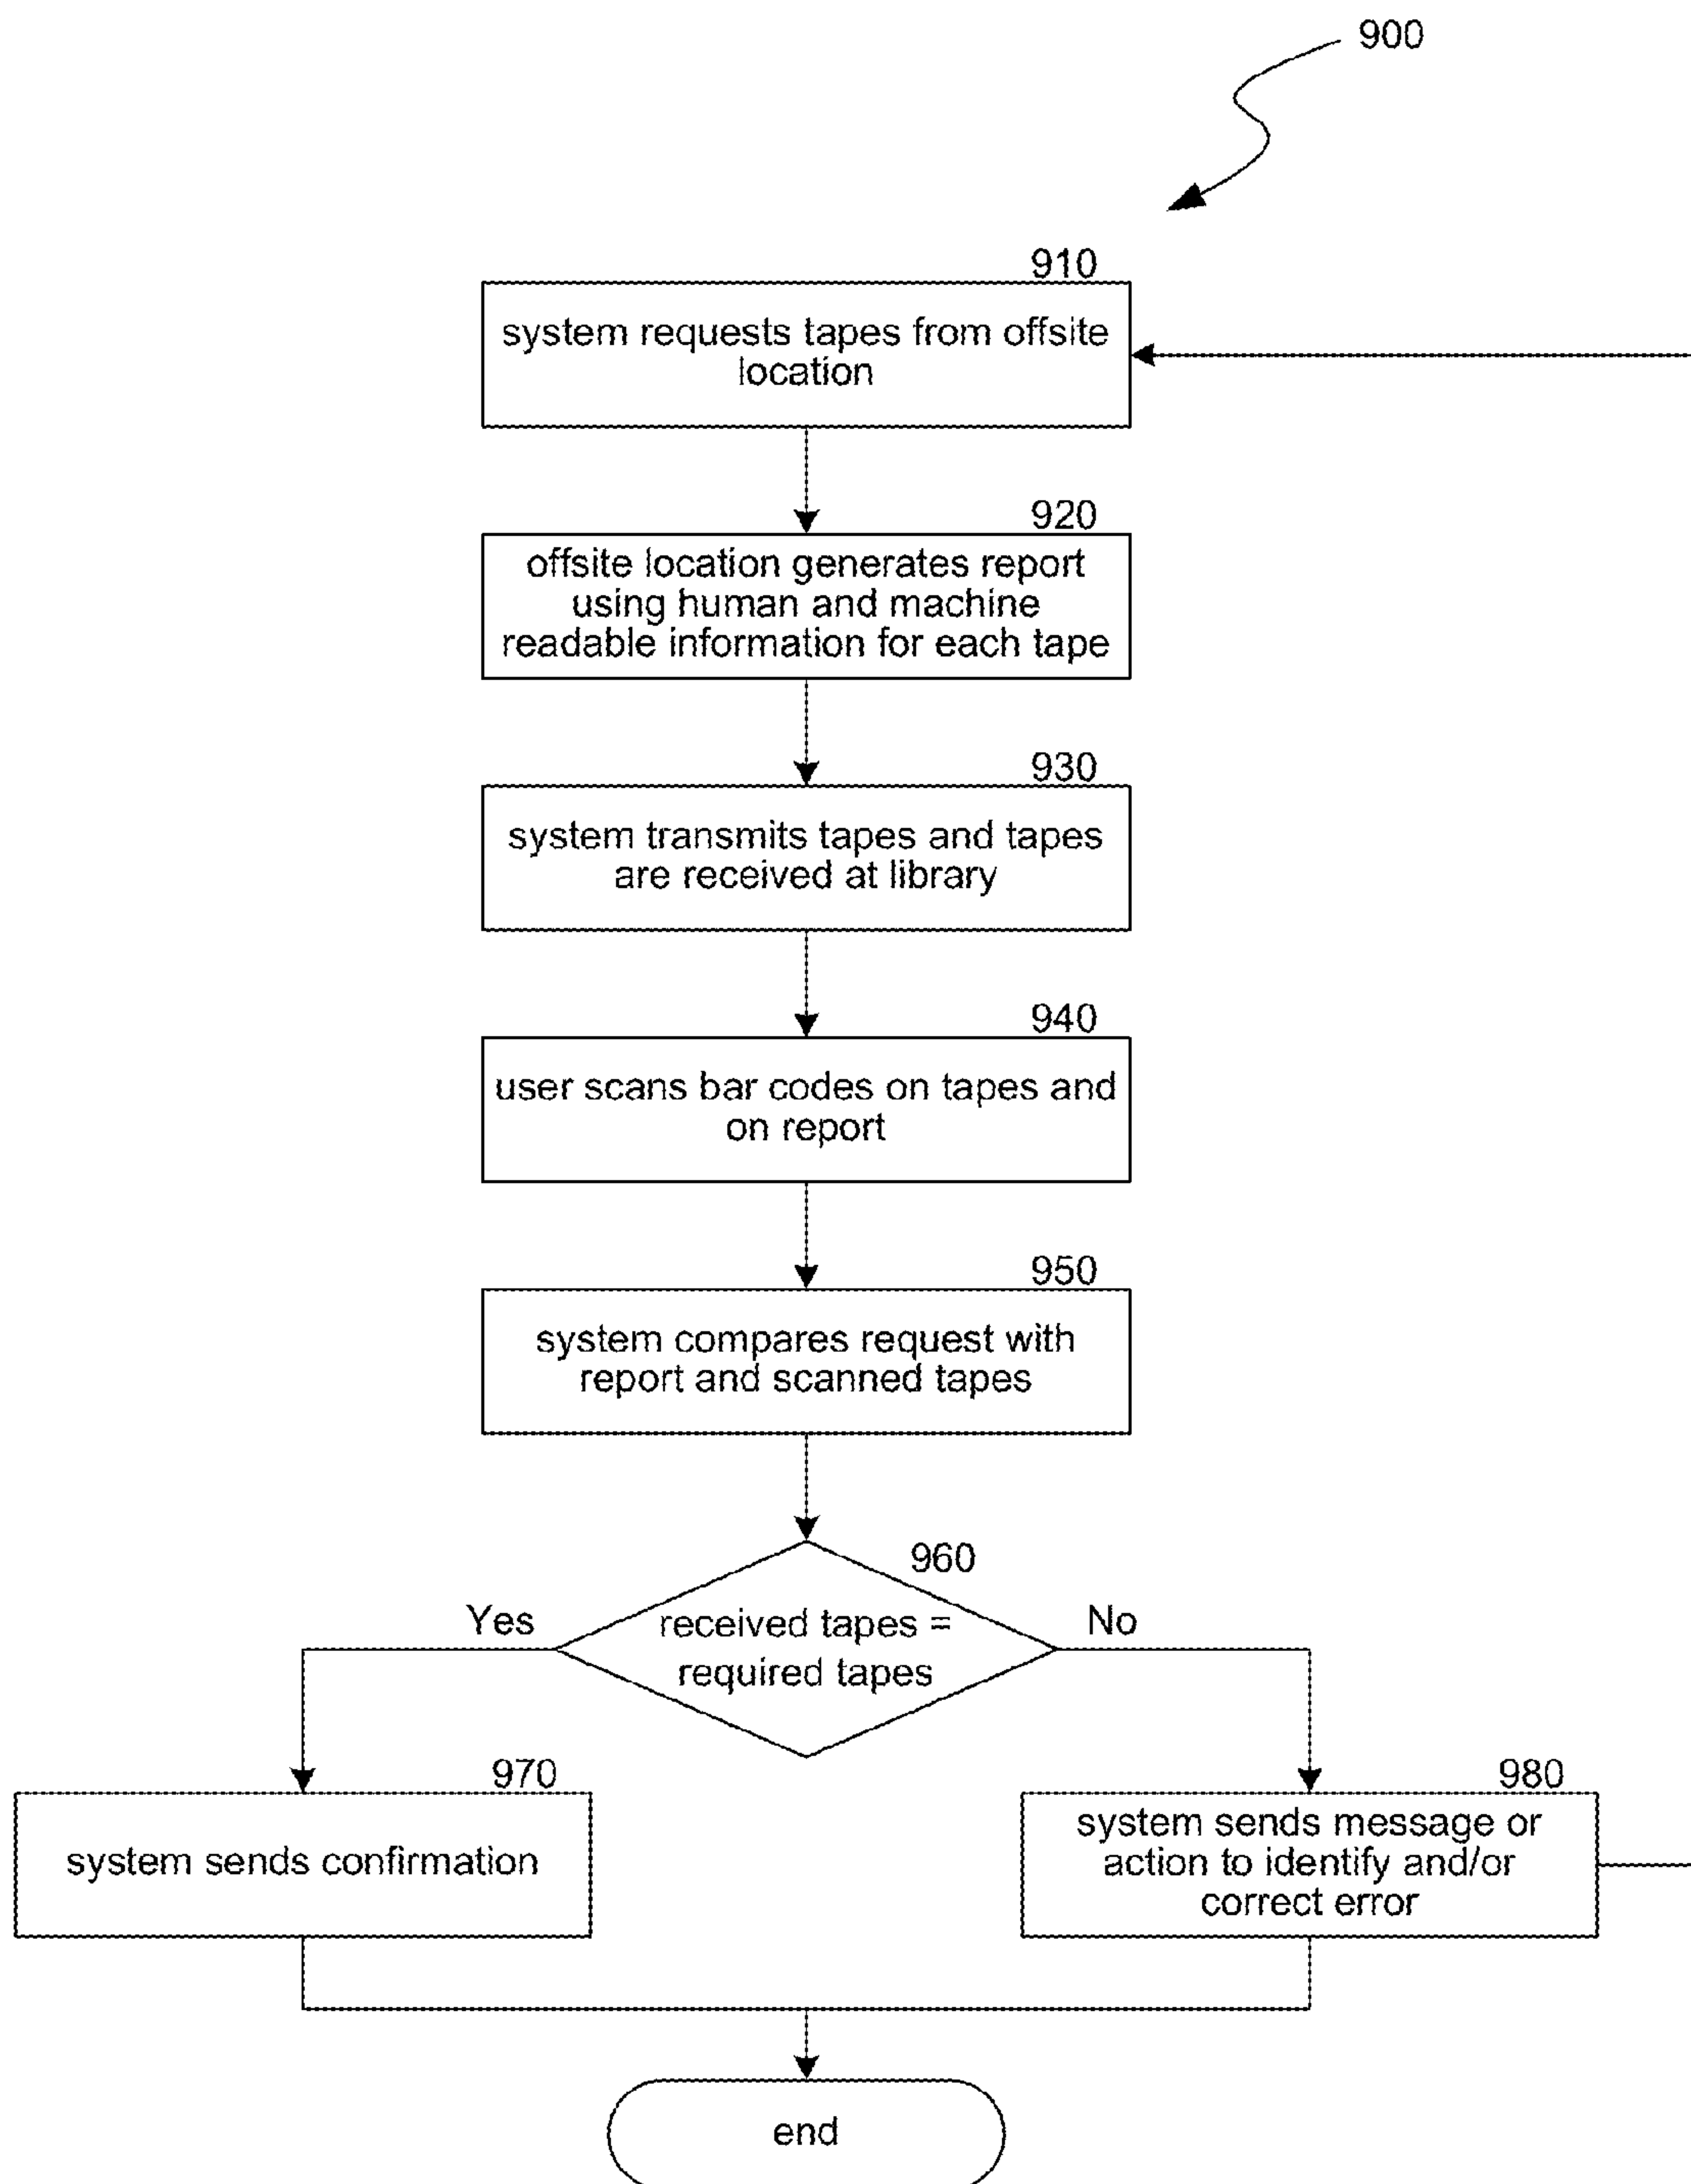 900
910
system requests tapes from offsite
location
920
offsite location generates report
using human and machine
readable information for each tape
930
system transmits tapes and tapes
are received at library
940
user scans bar codes on tapes and
on report
950
system compares request with
report and scanned tapes
960
Yes
received tapes =
required tapes
No
970
system sends confirmation
980
system sends message or
action to identify and/or
correct error
end